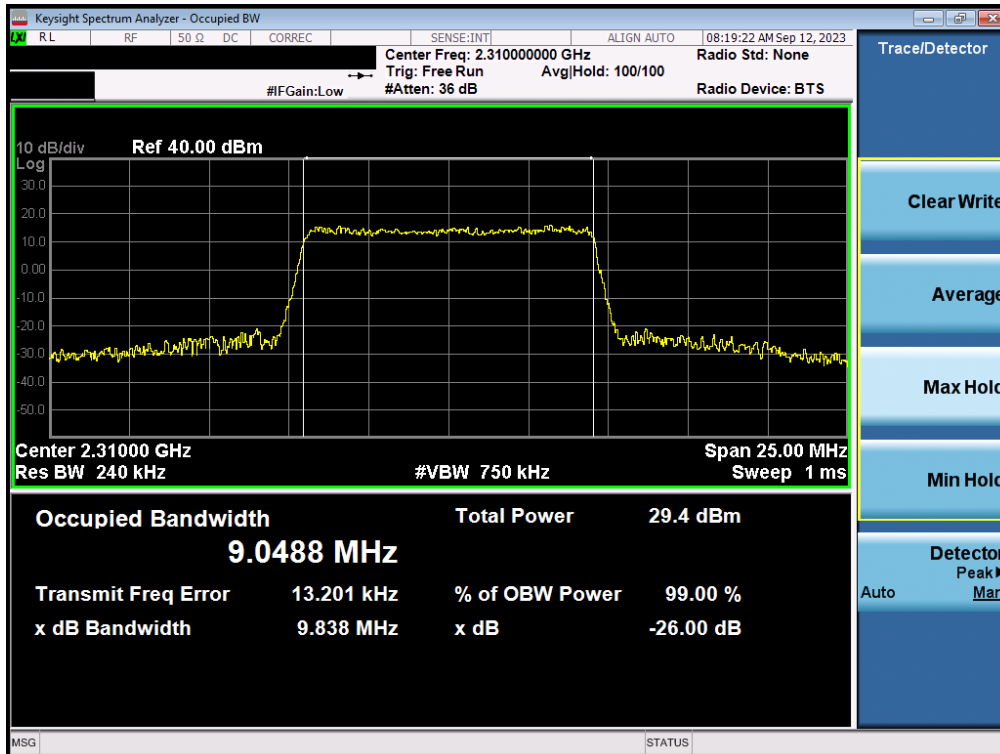 Keysight Spectrum Analyzer - Occupied BW
LXI RL RF 50 Ω DC CORREC SENSE:INT ALIGN AUTO 08:19:22 AM Sep 12, 2023
Center Freq: 2.310000000 GHz Radio Std: None
Trig: Free Run Avg|Hold: 100/100
#IFGain:Low #Atten: 36 dB Radio Device: BTS
Trace/Detector
10 dB/div Ref 40.00 dBm
Log
30.0
20.0
10.0
0.00
-10.0
-20.0
-30.0
-40.0
-50.0
Center 2.31000 GHz Span 25.00 MHz
Res BW 240 kHz #VBW 750 kHz Sweep 1 ms
Occupied Bandwidth Total Power 29.4 dBm
9.0488 MHz
Transmit Freq Error 13.201 kHz % of OBW Power 99.00 %
x dB Bandwidth 9.838 MHz x dB -26.00 dB
Clear Write
Average
Max Hold
Min Hold
Detector
Peak
Auto Man
MSG STATUS